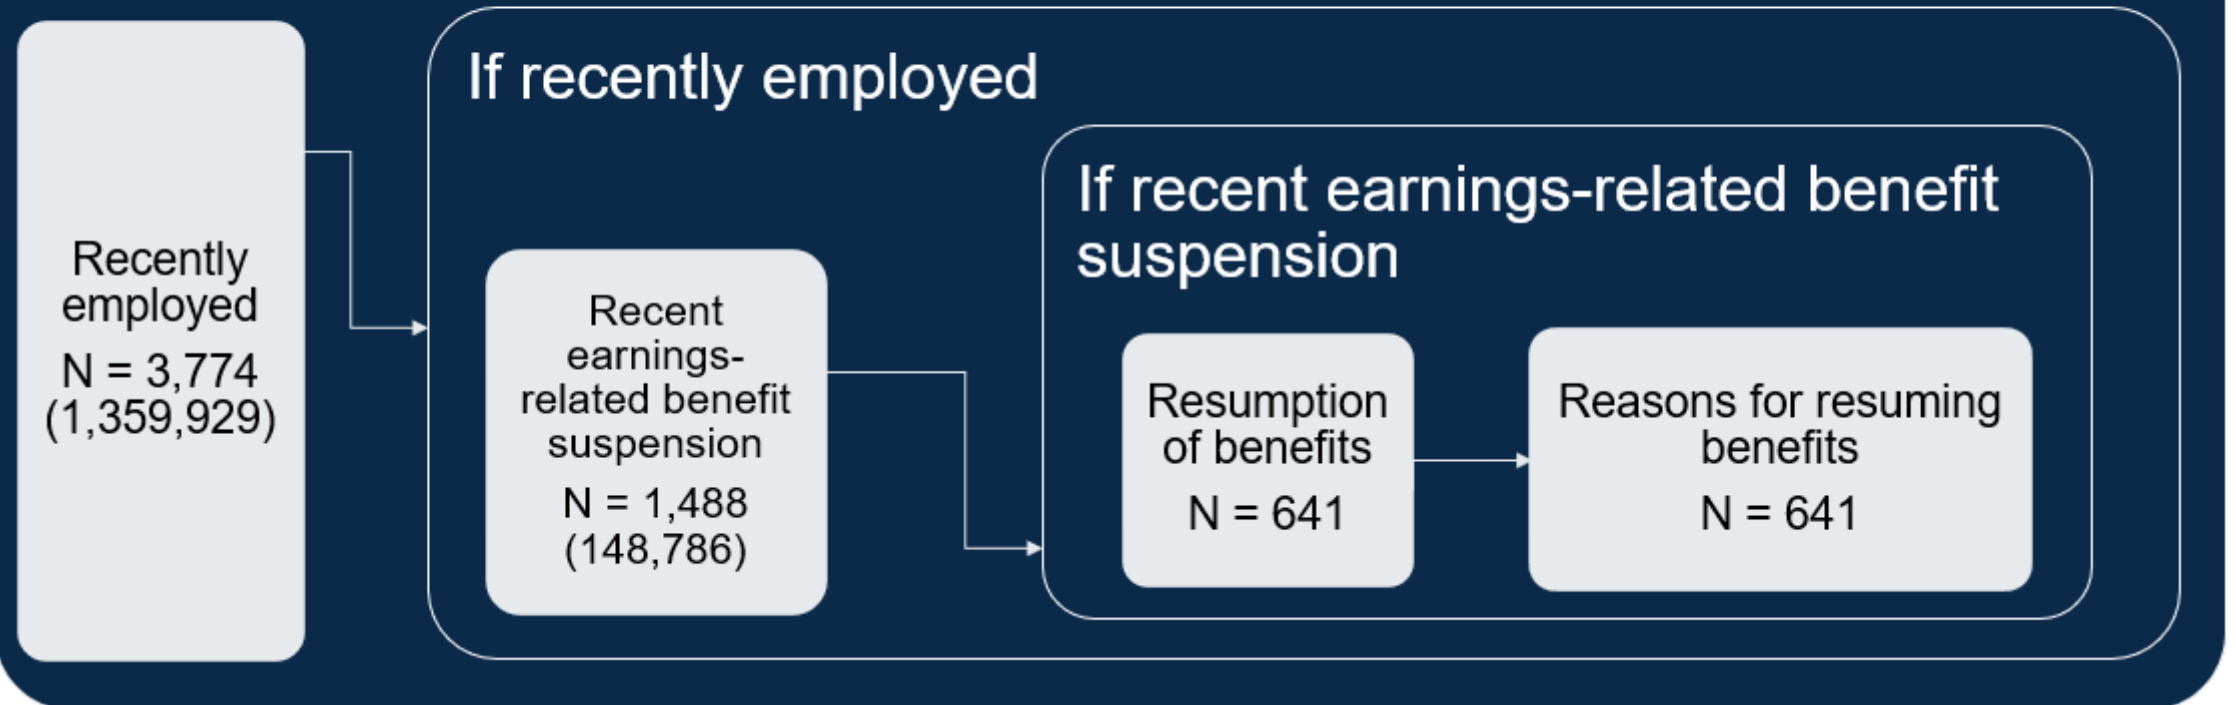 Recently
employed
N = 3,774
(1,359,929)
If recently employed
Recent
earnings-
related benefit
suspension
N = 1,488
(148,786)
If recent earnings-related benefit
suspension
Resumption
of benefits
N = 641
Reasons for resuming
benefits
N = 641